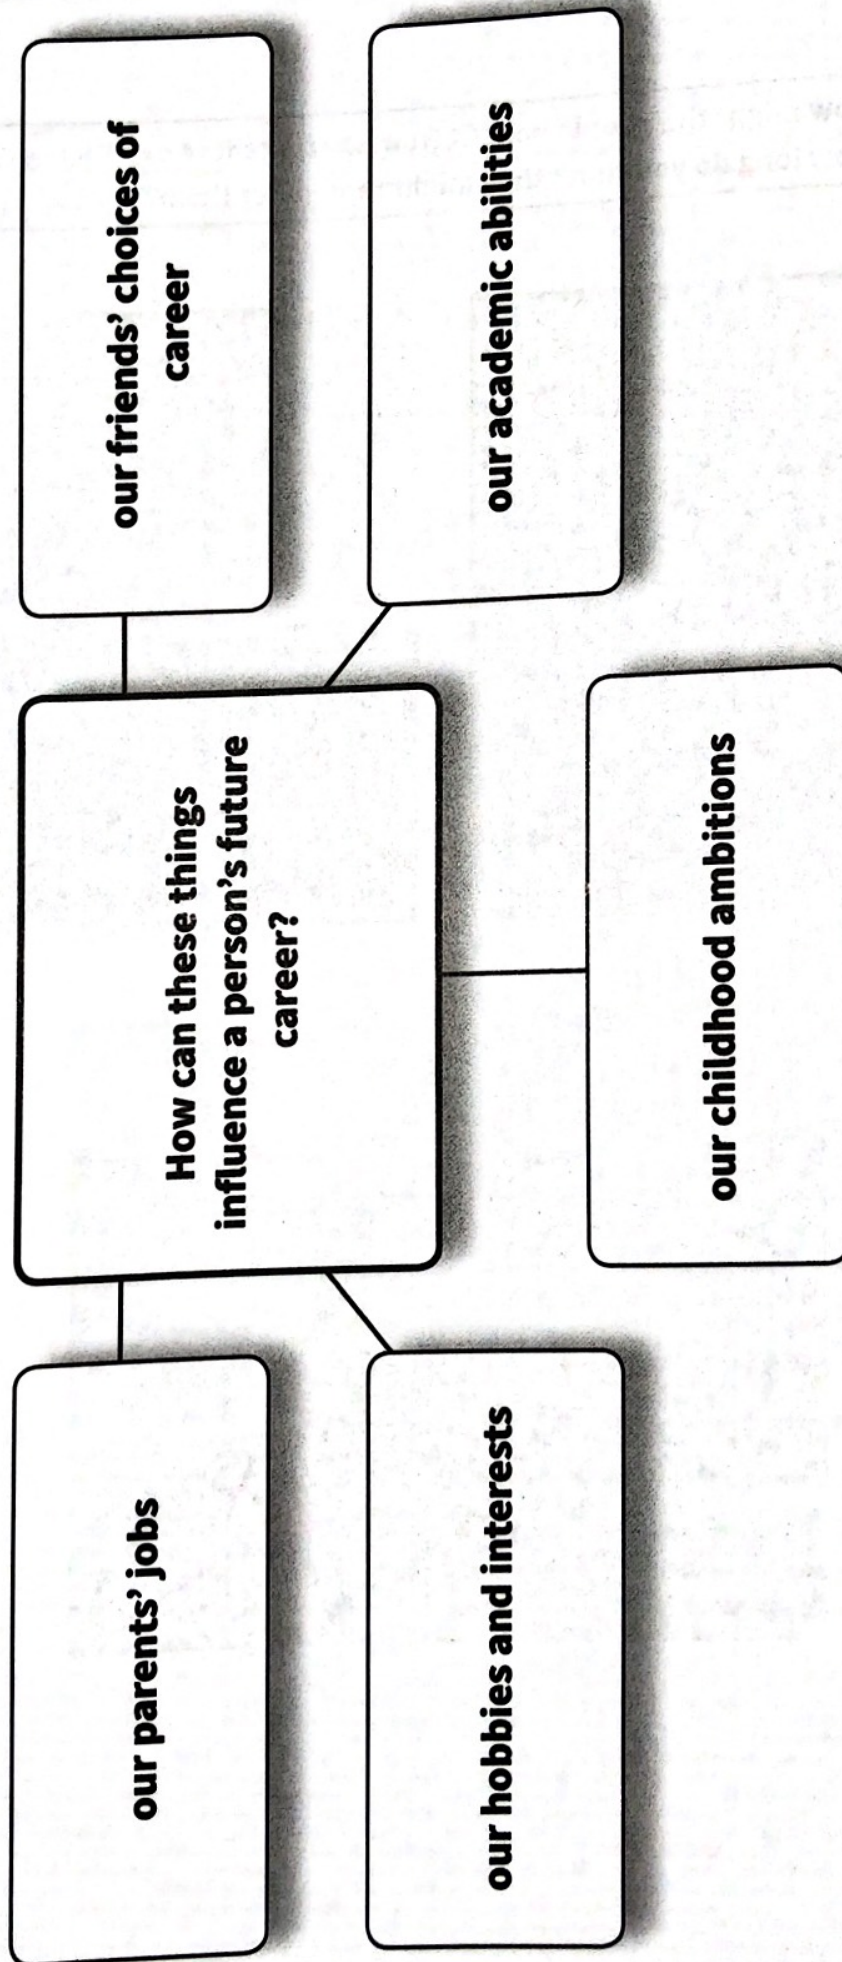 our parents’ jobs
How can these things
influence a person’s future
career?
our friends’ choices of
career
our hobbies and interests
our academic abilities
our childhood ambitions